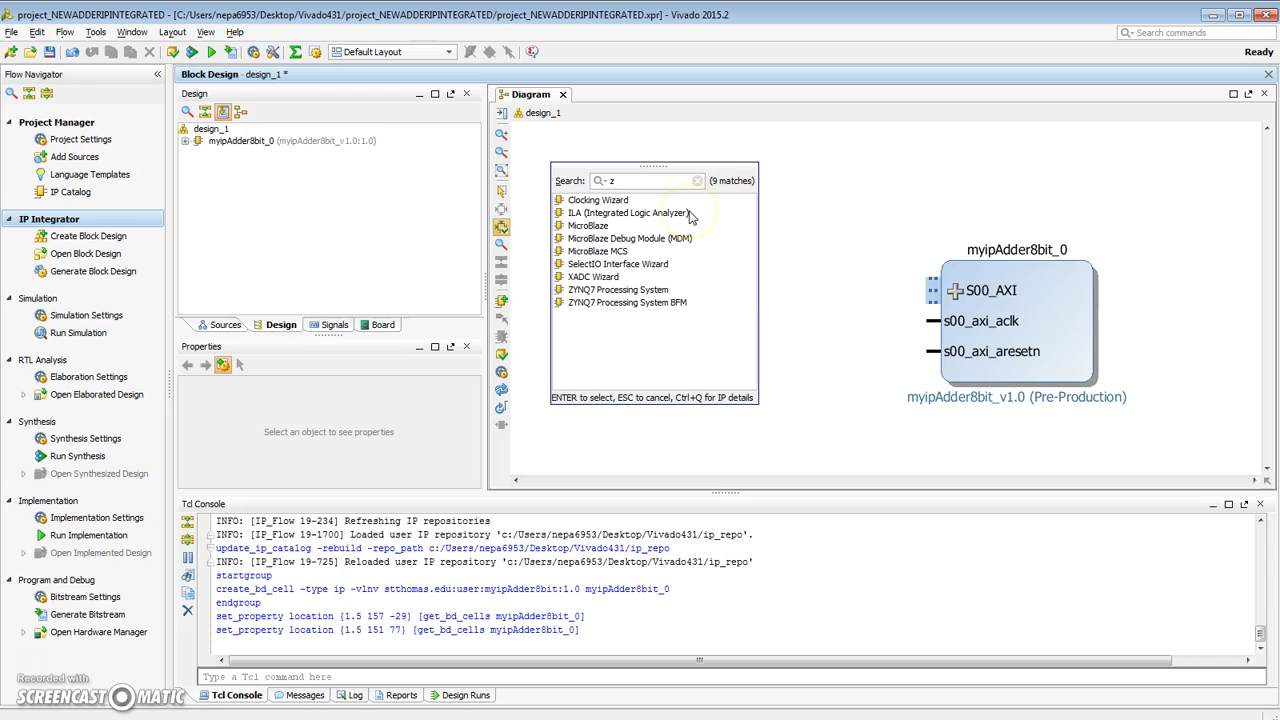 project_NEWADDERIPINTEGRATED - [C:/Users/nepa6953/Desktop/Vivado431/project_NEWADDERIPINTEGRATED/project_NEWADDERIPINTEGRATED.xpr] - Vivado 2015.2
File Edit Flow Tools Window Layout View Help
Search commands
Default Layout
Ready
Flow Navigator
Project Manager
Project Settings
Add Sources
Language Templates
IP Catalog
IP Integrator
Create Block Design
Open Block Design
Generate Block Design
Simulation
Simulation Settings
Run Simulation
RTL Analysis
Elaboration Settings
Open Elaborated Design
Synthesis
Synthesis Settings
Run Synthesis
Open Synthesized Design
Implementation
Implementation Settings
Run Implementation
Open Implemented Design
Program and Debug
Bitstream Settings
Generate Bitstream
Open Hardware Manager
Block Design - design_1 *
Design
design_1
myipAdder8bit_0 (myipAdder8bit_v1.0:1.0)
Sources Design Signals Board
Properties
Select an object to see properties
Diagram
design_1
Search: z (9 matches)
Clocking Wizard
ILA (Integrated Logic Analyzer)
MicroBlaze
MicroBlaze Debug Module (MDM)
MicroBlaze MCS
SelectIO Interface Wizard
XADC Wizard
ZYNQ7 Processing System
ZYNQ7 Processing System BFM
ENTER to select, ESC to cancel, Ctrl+Q for IP details
myipAdder8bit_0
S00_AXI
s00_axi_aclk
s00_axi_aresetn
myipAdder8bit_v1.0 (Pre-Production)
Tcl Console
INFO: [IP_Flow 19-234] Refreshing IP repositories
INFO: [IP_Flow 19-1700] Loaded user IP repository 'c:/Users/nepa6953/Desktop/Vivado431/ip_repo'.
update_ip_catalog -rebuild -repo_path c:/Users/nepa6953/Desktop/Vivado431/ip_repo
INFO: [IP_Flow 19-725] Reloaded user IP repository 'c:/Users/nepa6953/Desktop/Vivado431/ip_repo'
startgroup
create_bd_cell -type ip -vlnv stthomas.edu:user:myipAdder8bit:1.0 myipAdder8bit_0
endgroup
set_property location {1.5 157 -29} [get_bd_cells myipAdder8bit_0]
set_property location {1.5 151 77} [get_bd_cells myipAdder8bit_0]
Type a Tcl command here
Tcl Console Messages Log Reports Design Runs
Recorded with
SCREENCAST MATIC